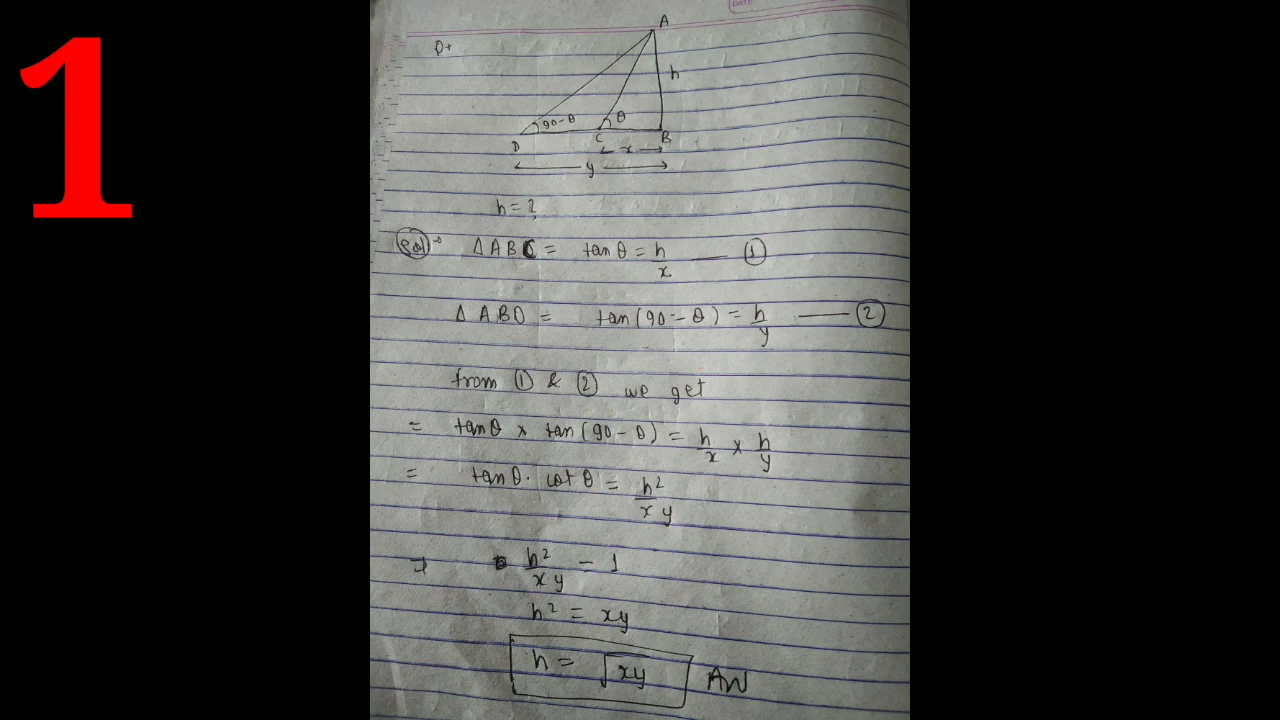 1
DATE
A
D+
h
90-θ
θ
D
C
B
x
y
h = ?
Sol→ Δ ABC = tan θ = h/x — ①
Δ ABD = tan (90 - θ) = h/y — ②
from ① & ② we get
= tan θ × tan (90 - θ) = h/x × h/y
= tan θ · cot θ = h²/xy
⇒ h²/xy = 1
h² = xy
h = √xy